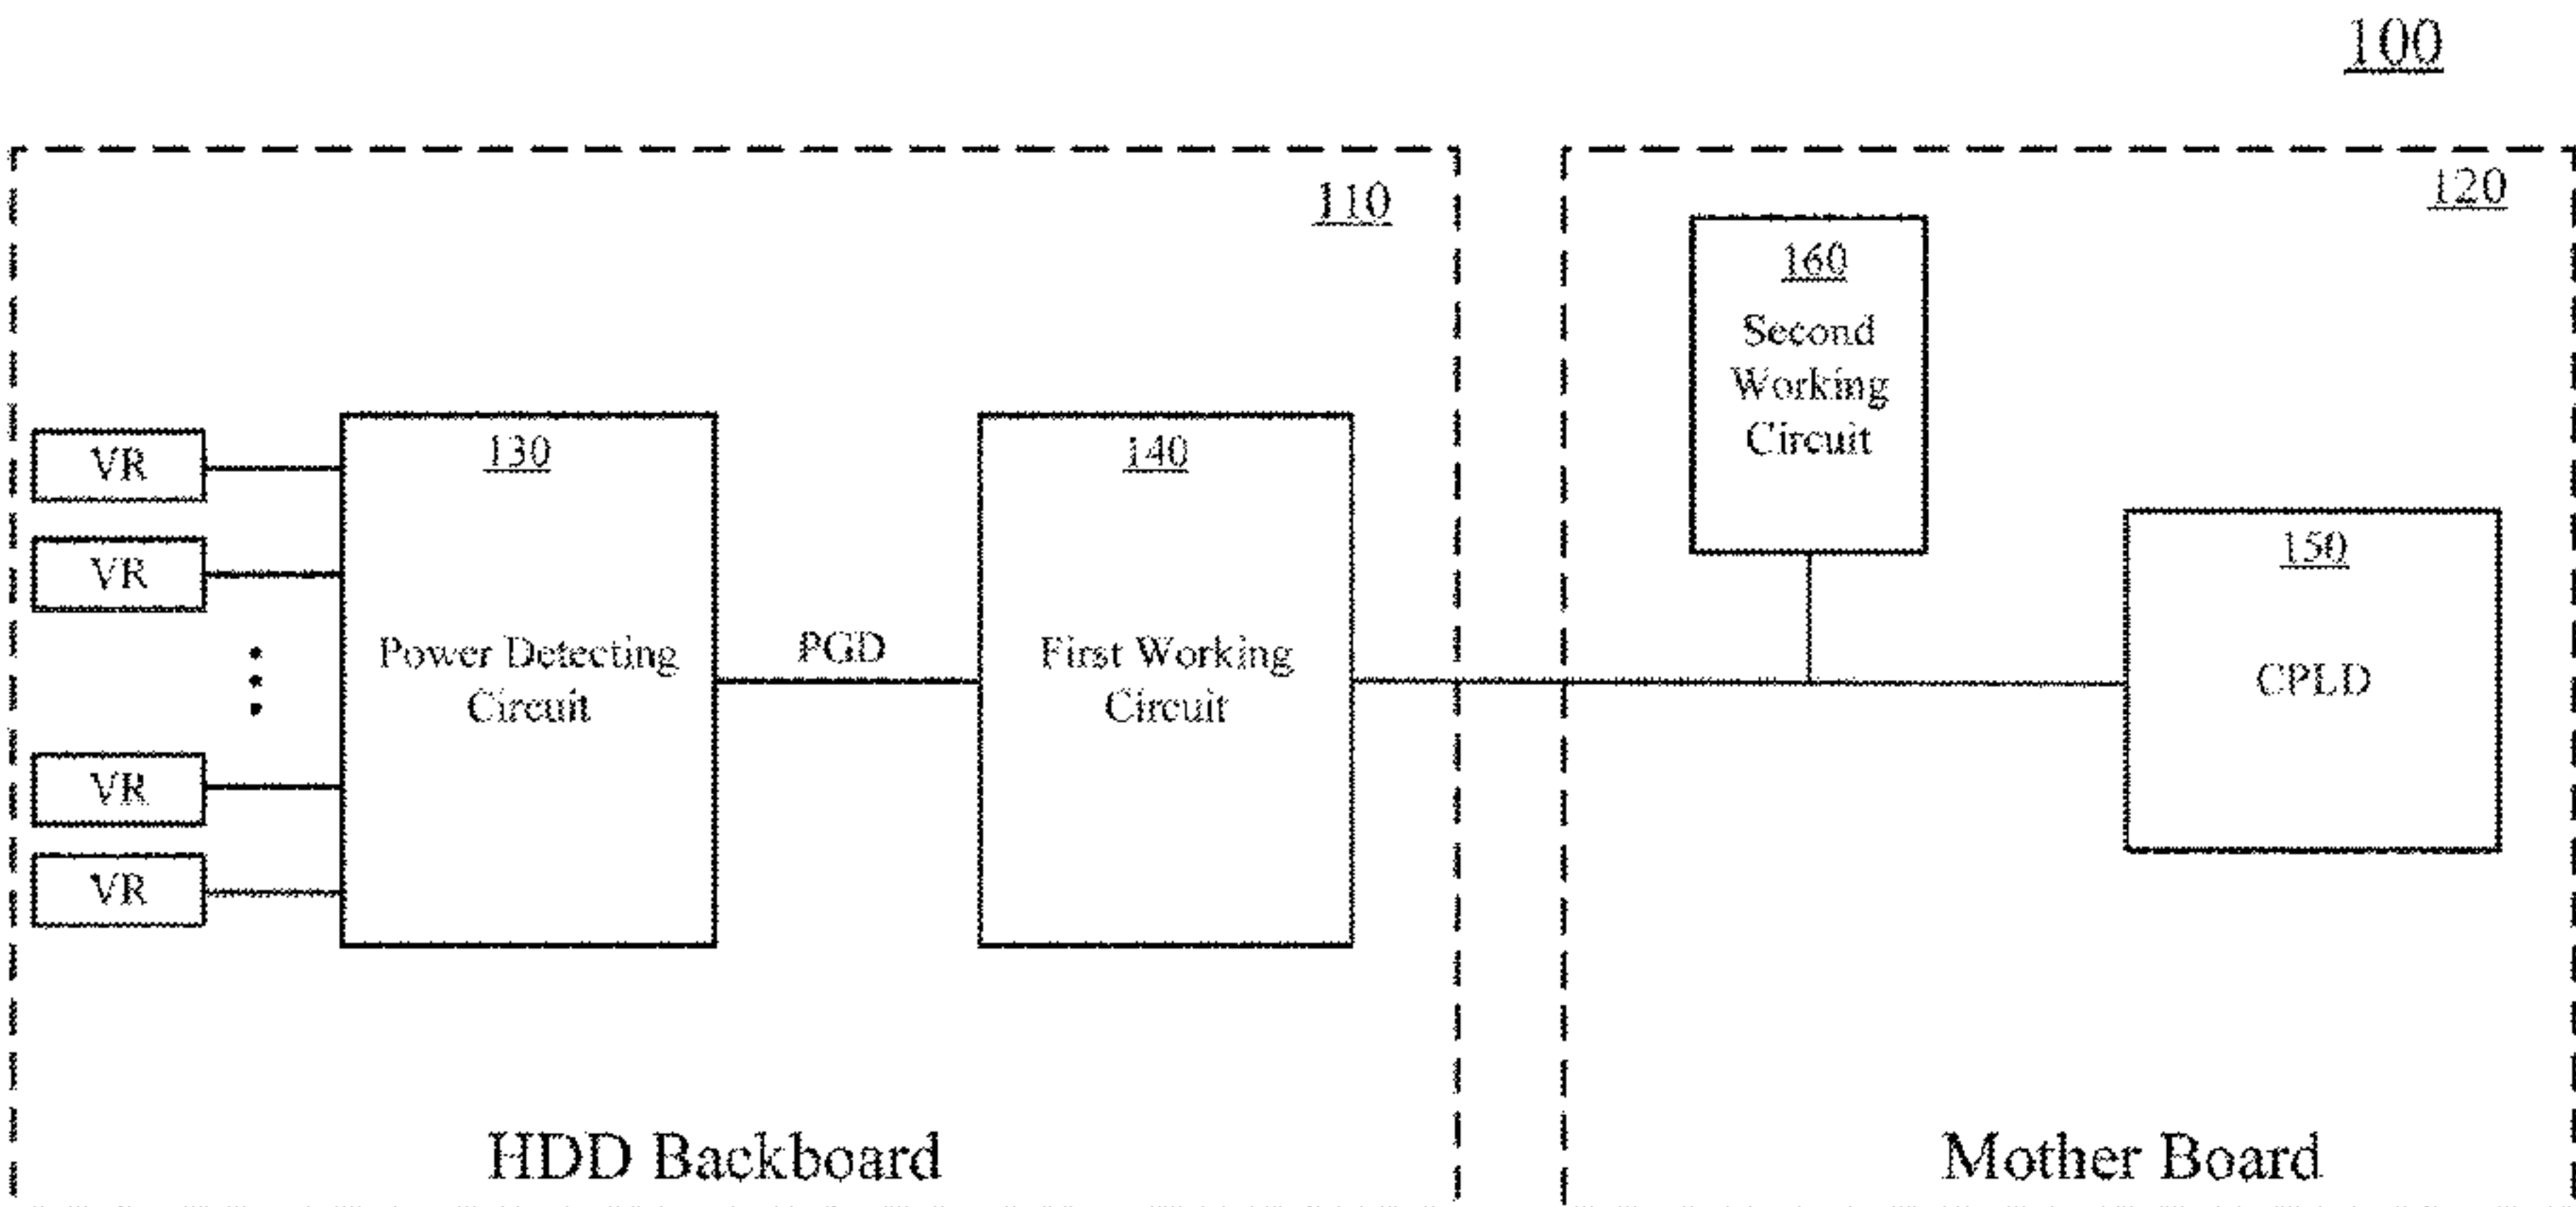 100
110
120
160
Second
Working
Circuit
VR
VR
VR
VR
130
Power Detecting
Circuit
PGD
140
First Working
Circuit
150
CPLD
HDD Backboard
Mother Board